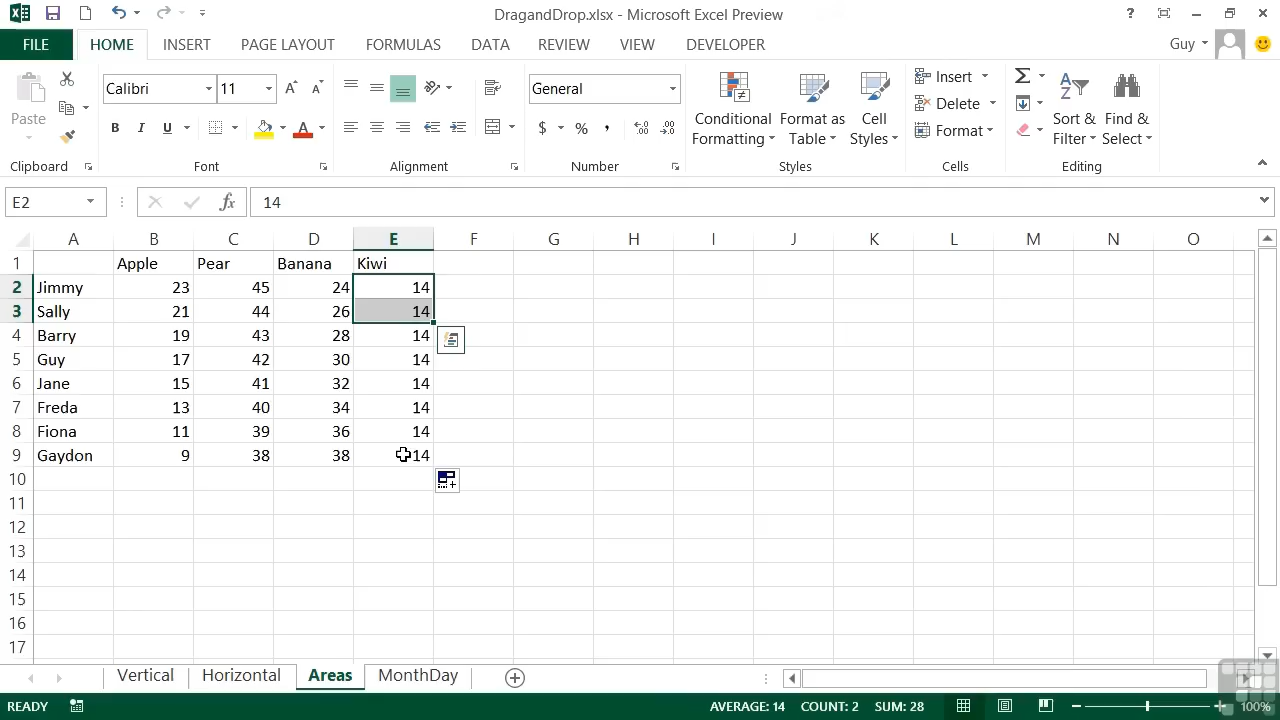 DragandDrop.xlsx - Microsoft Excel Preview
?
FILE HOME INSERT PAGE LAYOUT FORMULAS DATA REVIEW VIEW DEVELOPER Guy
Paste
Calibri 11 A A
General
Conditional Formatting
Format as Table
Cell Styles
Insert
Delete
Format
Sort & Filter
Find & Select
B I U A
$ % ,
Clipboard Font Alignment Number Styles Cells Editing
E2 fx 14
A B C D E F G H I J K L M N O
1 Apple Pear Banana Kiwi
2 Jimmy 23 45 24 14
3 Sally 21 44 26 14
4 Barry 19 43 28 14
5 Guy 17 42 30 14
6 Jane 15 41 32 14
7 Freda 13 40 34 14
8 Fiona 11 39 36 14
9 Gaydon 9 38 38 14
10
11
12
13
14
15
16
17
Vertical Horizontal Areas MonthDay
READY AVERAGE: 14 COUNT: 2 SUM: 28 100%